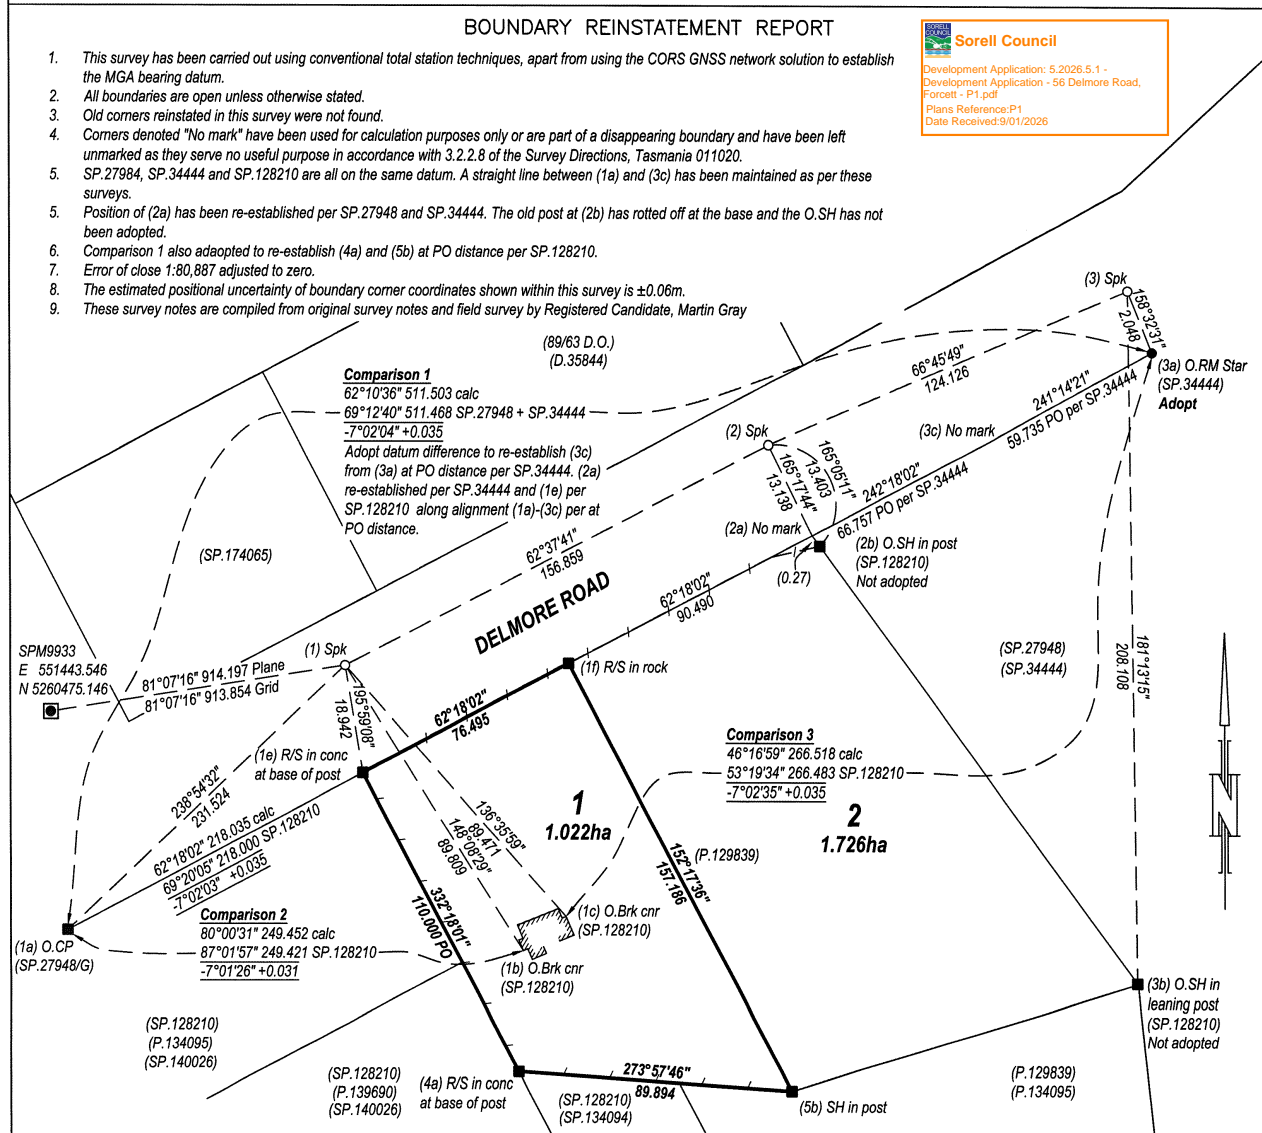 BOUNDARY REINSTATEMENT REPORT
1. This survey has been carried out using conventional total station techniques, apart from using the CORS GNSS network solution to establish
the MGA bearing datum.
2. All boundaries are open unless otherwise stated.
3. Old corners reinstated in this survey were not found.
4. Corners denoted "No mark" have been used for calculation purposes only or are part of a disappearing boundary and have been left
unmarked as they serve no useful purpose in accordance with 3.2.2.8 of the Survey Directions, Tasmania 011020.
5. SP.27984, SP.34444 and SP.128210 are all on the same datum. A straight line between (1a) and (3c) has been maintained as per these
surveys.
5. Position of (2a) has been re-established per SP.27948 and SP.34444. The old post at (2b) has rotted off at the base and the O.SH has not
been adopted.
6. Comparison 1 also adaopted to re-establish (4a) and (5b) at PO distance per SP.128210.
7. Error of close 1:80,887 adjusted to zero.
8. The estimated positional uncertainty of boundary corner coordinates shown within this survey is ±0.06m.
9. These survey notes are compiled from original survey notes and field survey by Registered Candidate, Martin Gray
SORELL
COUNCIL
Sorell Council
Development Application: 5.2026.5.1 -
Development Application - 56 Delmore Road,
Forcett - P1.pdf
Plans Reference:P1
Date Received:9/01/2026
(3) Spk
158°32'31"
2.048
(89/63 D.O.)
(D.35844)
66°45'49"
124.126
(3a) O.RM Star
(SP.34444)
Adopt
Comparison 1
62°10'36" 511.503 calc
69°12'40" 511.468 SP.27948 + SP.34444
-7°02'04" +0.035
Adopt datum difference to re-establish (3c)
from (3a) at PO distance per SP.34444. (2a)
re-established per SP.34444 and (1e) per
SP.128210 along alignment (1a)-(3c) per at
PO distance.
241°14'21"
59.735 PO per SP.34444
(3c) No mark
(2) Spk
165°05'11"
13.403
165°17'44"
13.138
242°18'02"
66.757 PO per SP.34444
(2a) No mark
(2b) O.SH in post
(SP.128210)
Not adopted
(0.27)
(SP.174065)
62°37'41"
156.859
DELMORE ROAD
62°18'02"
90.490
SPM9933
E 551443.546
N 5260475.146
81°07'16" 914.197 Plane
81°07'16" 913.854 Grid
(1) Spk
(1f) R/S in rock
(SP.27948)
(SP.34444)
181°13'15"
208.108
195°59'08"
18.942
62°18'02"
76.495
(1e) R/S in conc
at base of post
Comparison 3
46°16'59" 266.518 calc
53°19'34" 266.483 SP.128210
-7°02'35" +0.035
238°54'32"
231.524
136°35'59"
89.471
148°08'29"
89.809
1
1.022ha
2
1.726ha
62°18'02" 218.035 calc
69°20'05" 218.000 SP.128210
-7°02'03" +0.035
(P.129839)
152°17'36"
157.186
332°18'01"
110.000 PO
N
Comparison 2
80°00'31" 249.452 calc
87°01'57" 249.421 SP.128210
-7°01'26" +0.031
(1c) O.Brk cnr
(SP.128210)
(1a) O.CP
(SP.27948/G)
(1b) O.Brk cnr
(SP.128210)
(3b) O.SH in
leaning post
(SP.128210)
Not adopted
(SP.128210)
(P.134095)
(SP.140026)
(SP.128210)
(P.139690)
(SP.140026)
(4a) R/S in conc
at base of post
273°57'46"
89.894
(SP.128210)
(SP.134094)
(5b) SH in post
(P.129839)
(P.134095)